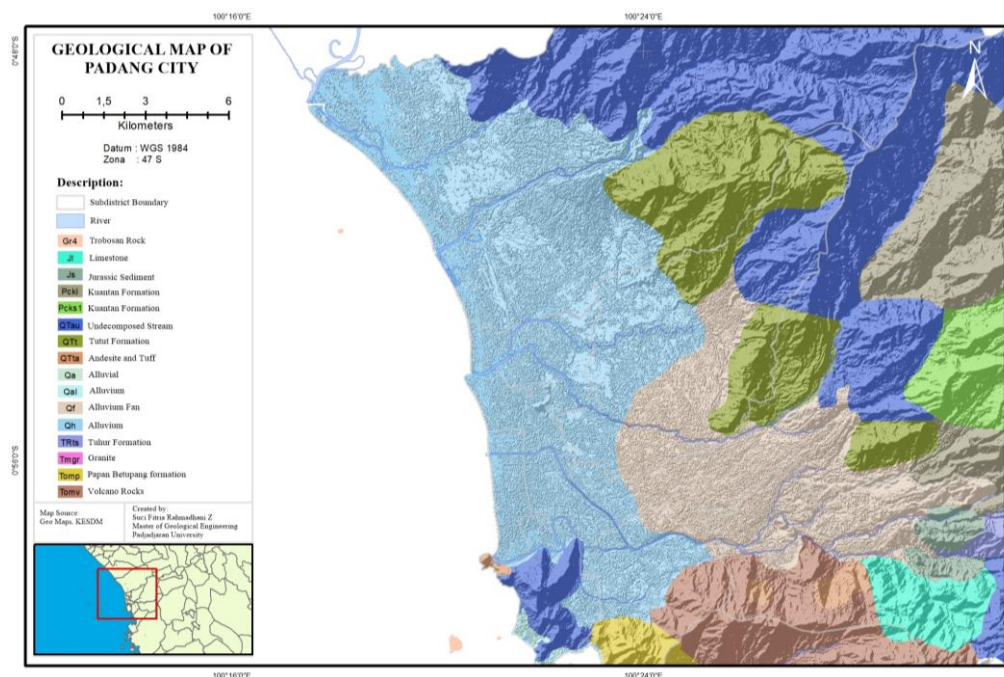 100°16'0"E
100°24'0"E
0°48'0"S
GEOLOGICAL MAP OF
PADANG CITY
0 1,5 3 6
Kilometers
Datum : WGS 1984
Zona : 47 S
Description:
Subdistrict Boundary
River
Gr4 Trobosan Rock
Jl Limestone
Js Jurassic Sediment
Pckl Kuantan Formation
Pcks1 Kuantan Formation
QTau Undecomposed Stream
QTt Tutut Formation
QTta Andesite and Tuff
Qa Alluvial
Qal Alluvium
Qf Alluvium Fan
Qh Alluvium
TRts Tuhur Formation
Tmgr Granite
Tomp Papan Betupang formation
Tomv Volcano Rocks
Map Source:
Geo Maps, KESDM
Created by:
Suci Fitria Rahmadhani Z
Master of Geological Engineering
Padjadjaran University
N
0°56'0"S
100°16'0"E
100°24'0"E